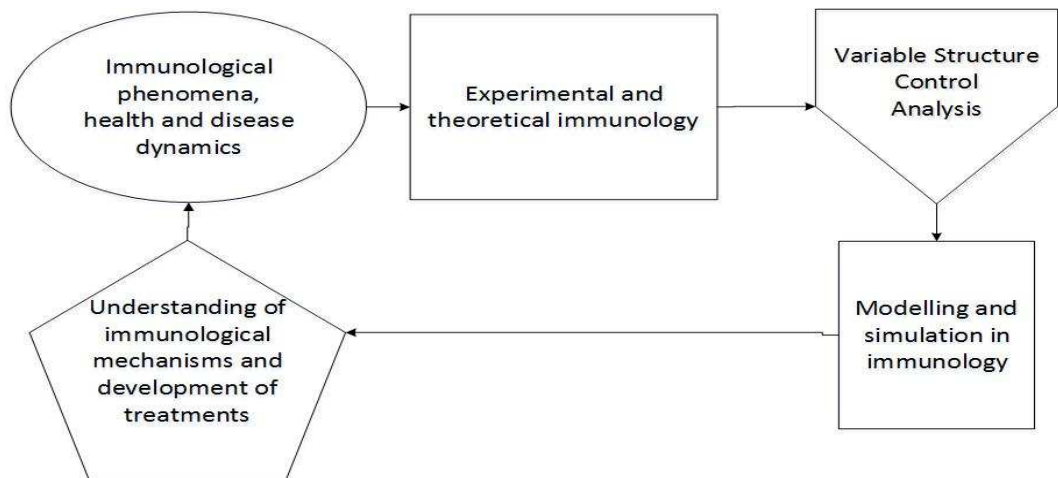 Immunological
phenomena,
health and disease
dynamics
Experimental and
theoretical immunology
Variable Structure
Control
Analysis
Modelling and
simulation in
immunology
Understanding of
immunological
mechanisms and
development of
treatments